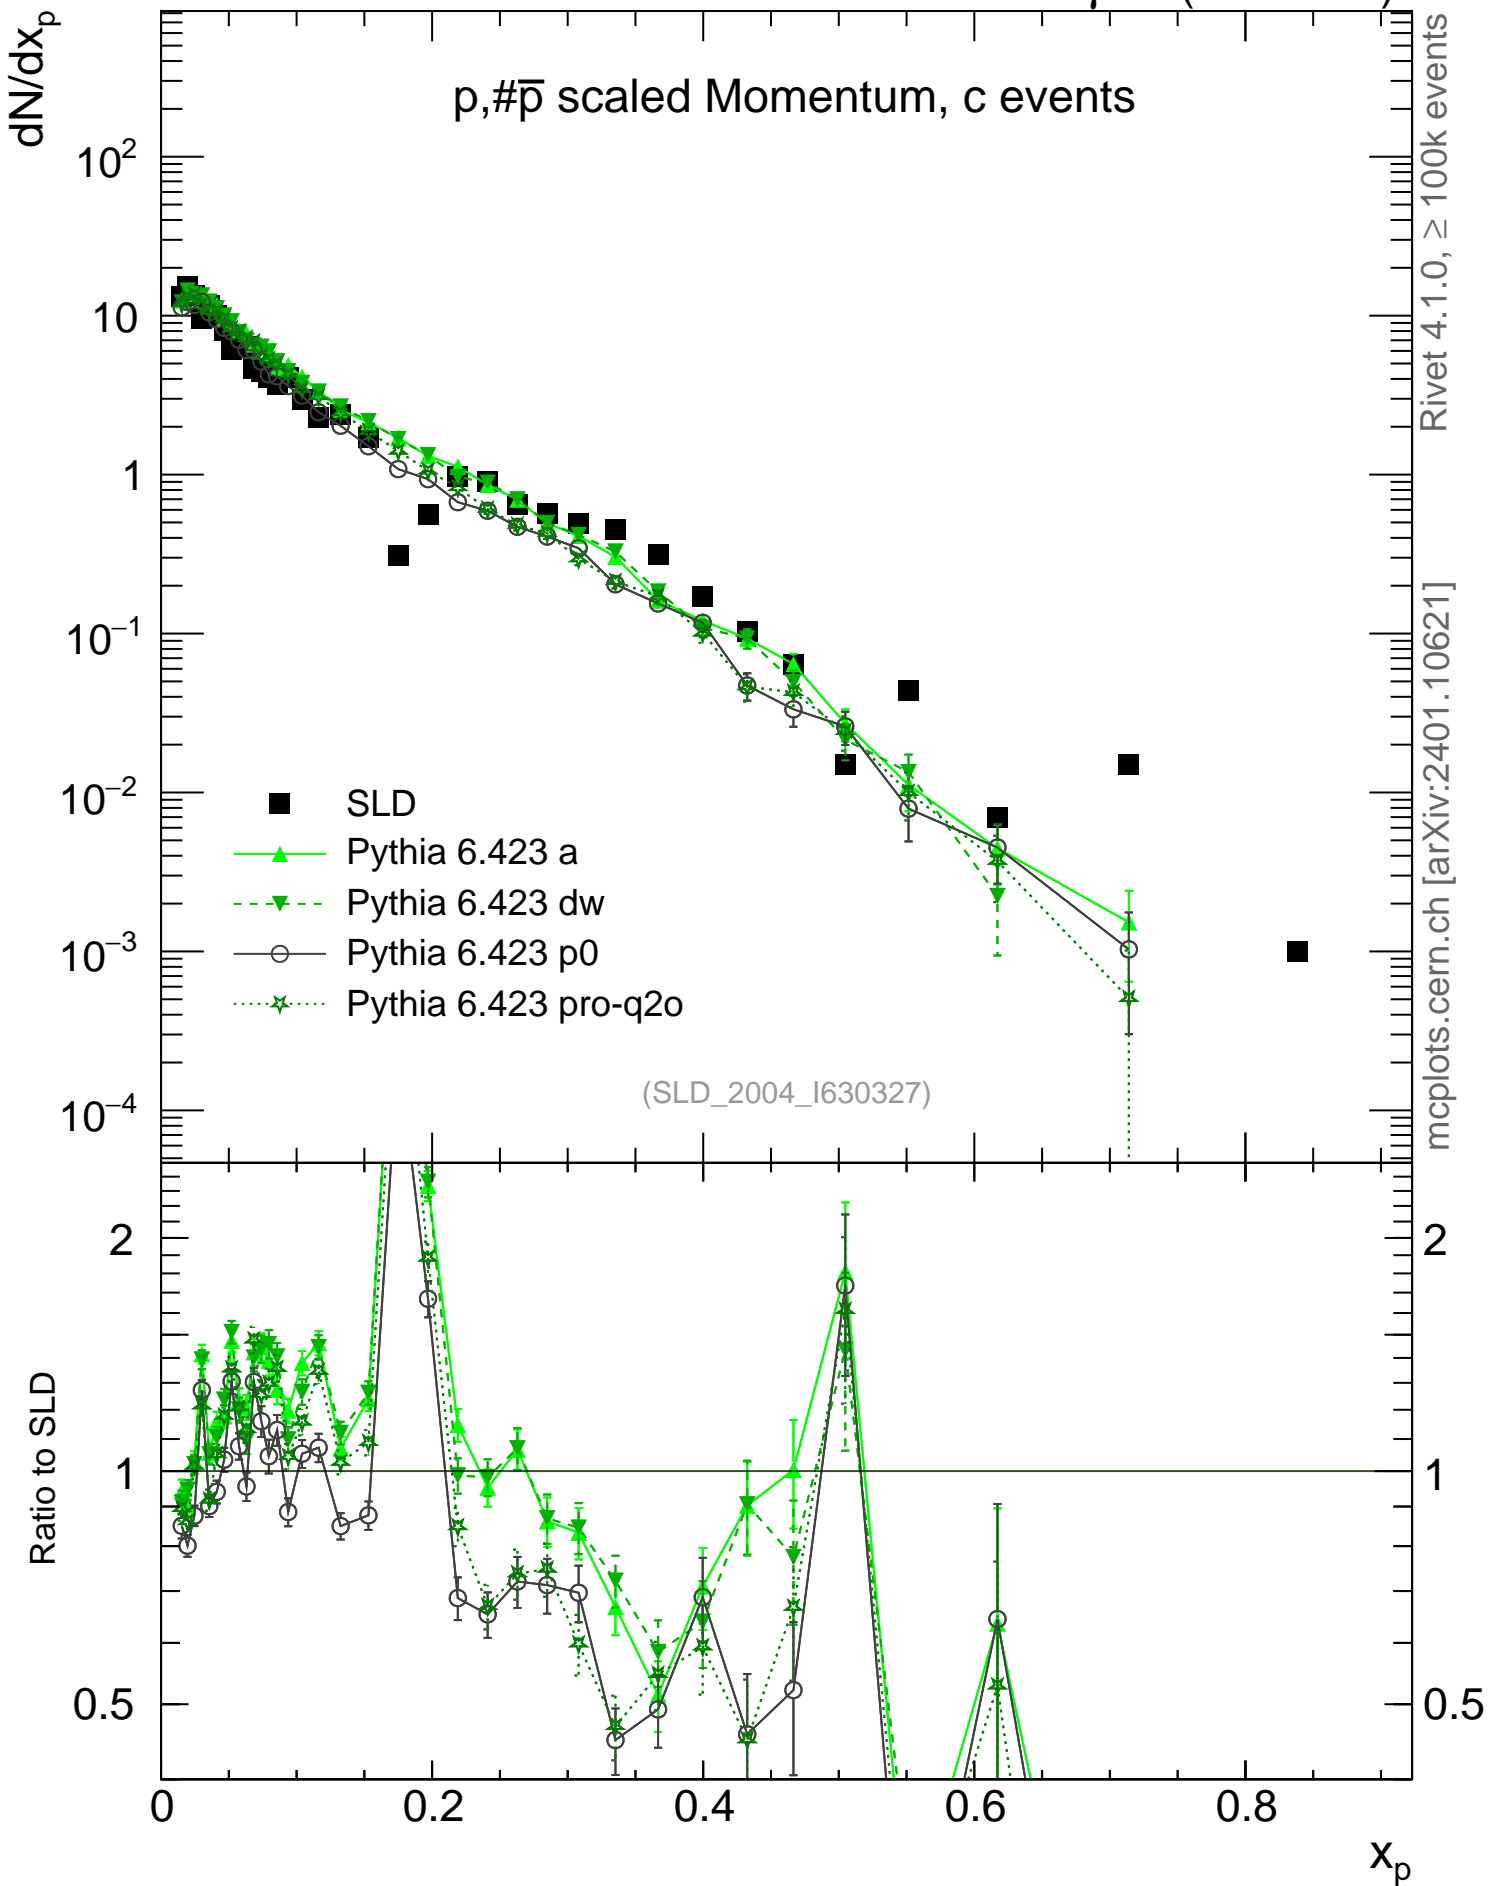 dN/dx_p
p,#p̅ scaled Momentum, c events
10^2
10
1
10^−1
10^−2
10^−3
10^−4
SLD
Pythia 6.423 a
Pythia 6.423 dw
Pythia 6.423 p0
Pythia 6.423 pro-q2o
(SLD_2004_I630327)
Rivet 4.1.0, ≥ 100k events
mcplots.cern.ch [arXiv:2401.10621]
Ratio to SLD
2
1
0.5
2
1
0.5
0 0.2 0.4 0.6 0.8
x_p